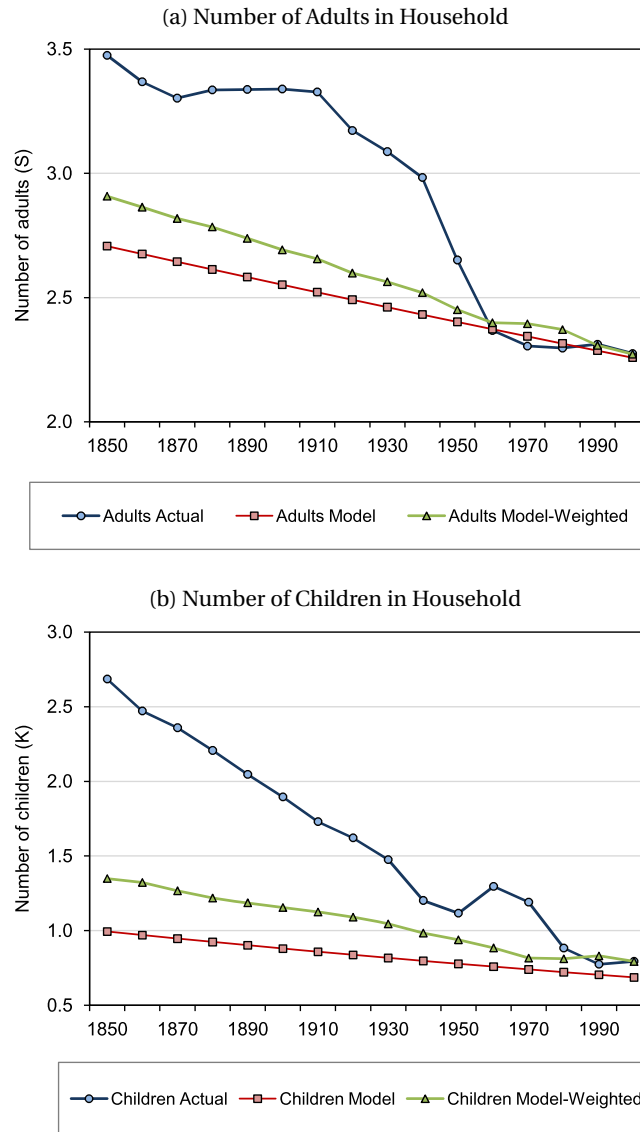 (a) Number of Adults in Household
3.5
3.0
2.5
2.0
Number of adults (S)
1850 1870 1890 1910 1930 1950 1970 1990
Adults Actual Adults Model Adults Model-Weighted
(b) Number of Children in Household
3.0
2.5
2.0
1.5
1.0
0.5
Number of children (K)
1850 1870 1890 1910 1930 1950 1970 1990
Children Actual Children Model Children Model-Weighted